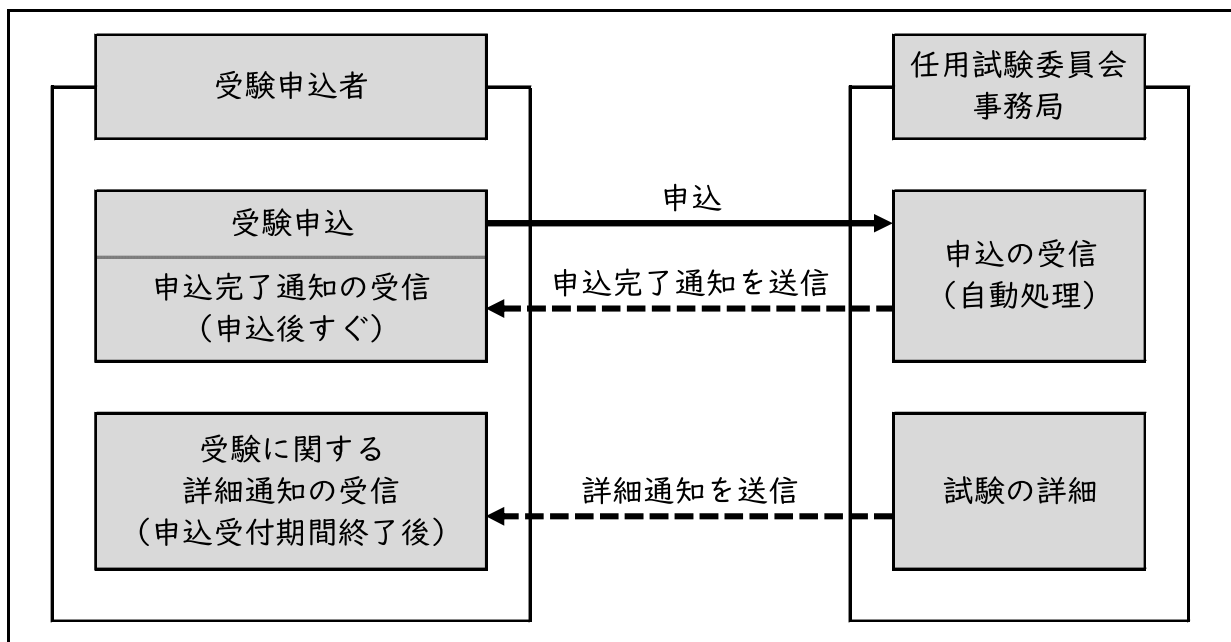 受験申込者
任用試験委員会
事務局
受験申込
申込
申込完了通知の受信
（申込後すぐ）
申込完了通知を送信
申込の受信
（自動処理）
受験に関する
詳細通知の受信
（申込受付期間終了後）
詳細通知を送信
試験の詳細